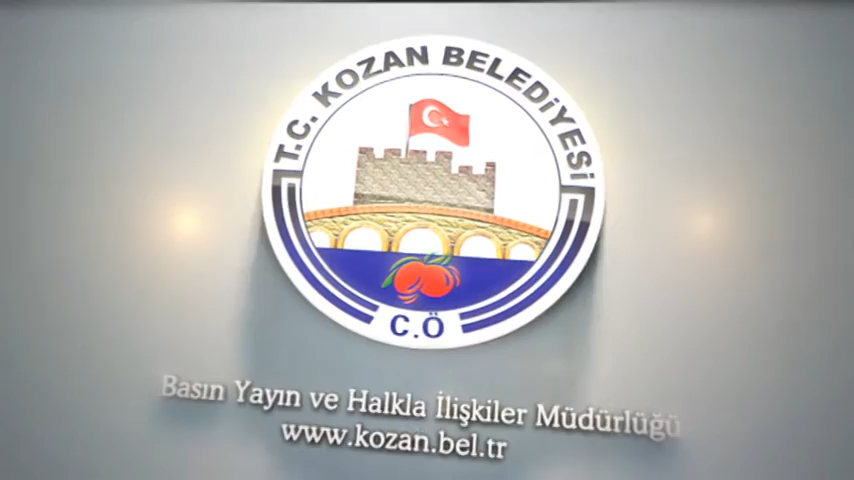 T.C. KOZAN BELEDİYESİ
C.Ö
Basın Yayın ve Halkla İlişkiler Müdürlüğü
www.kozan.bel.tr